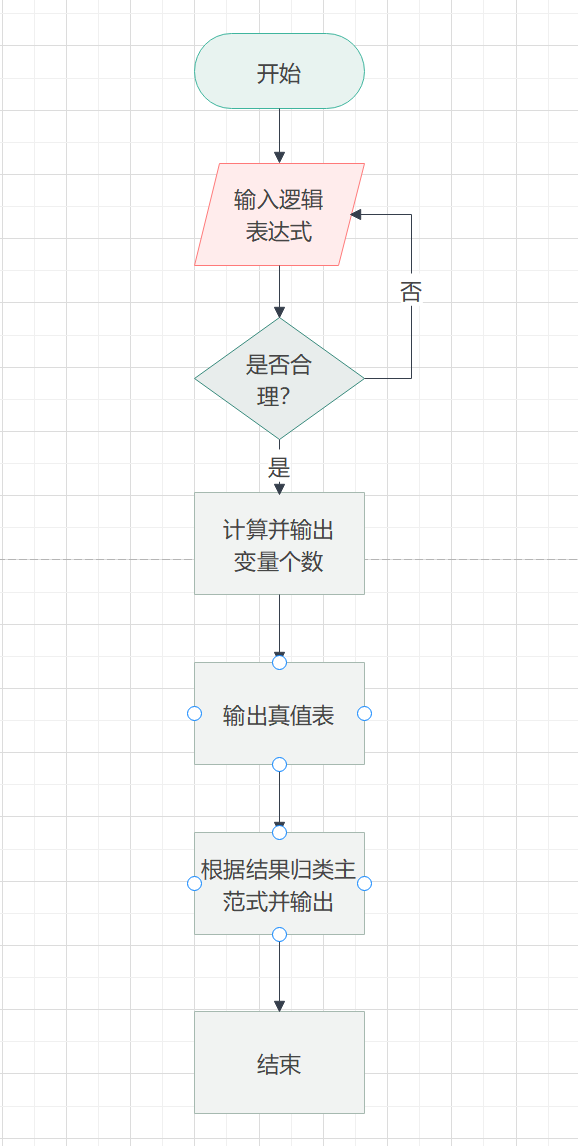 开始
输入逻辑
表达式
否
是否合
理?
是
计算并输出
变量个数
输出真值表
根据结果归类主
范式并输出
结束